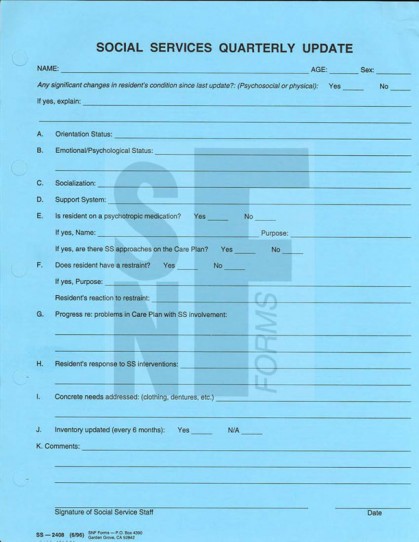 SOCIAL SERVICES QUARTERLY UPDATE
NAME: AGE: Sex:
Any significant changes in resident's condition since last update?: (Psychosocial or physical): Yes No
If yes, explain:
A. Orientation Status:
B. Emotional/Psychological Status:
C. Socialization:
D. Support System:
E. Is resident on a psychotropic medication? Yes No
If yes, Name: Purpose:
If yes, are there SS approaches on the Care Plan? Yes No
F. Does resident have a restraint? Yes No
If yes, Purpose:
Resident's reaction to restraint:
G. Progress re: problems in Care Plan with SS involvement:
H. Resident's response to SS interventions:
I. Concrete needs addressed: (clothing, dentures, etc.)
J. Inventory updated (every 6 months): Yes N/A
K. Comments:
Signature of Social Service Staff Date
SS — 2408 (5/96) SNF Forms — P.O. Box 4300
Garden Grove, CA 92842
SNF
FORMS